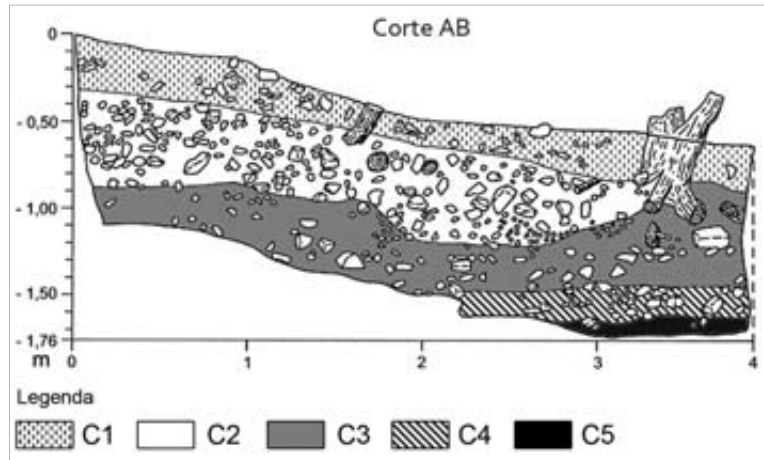 Corte AB
0
- 0,50
- 1,00
- 1,50
- 1,76
m
0 1 2 3 4
Legenda
C1 C2 C3 C4 C5